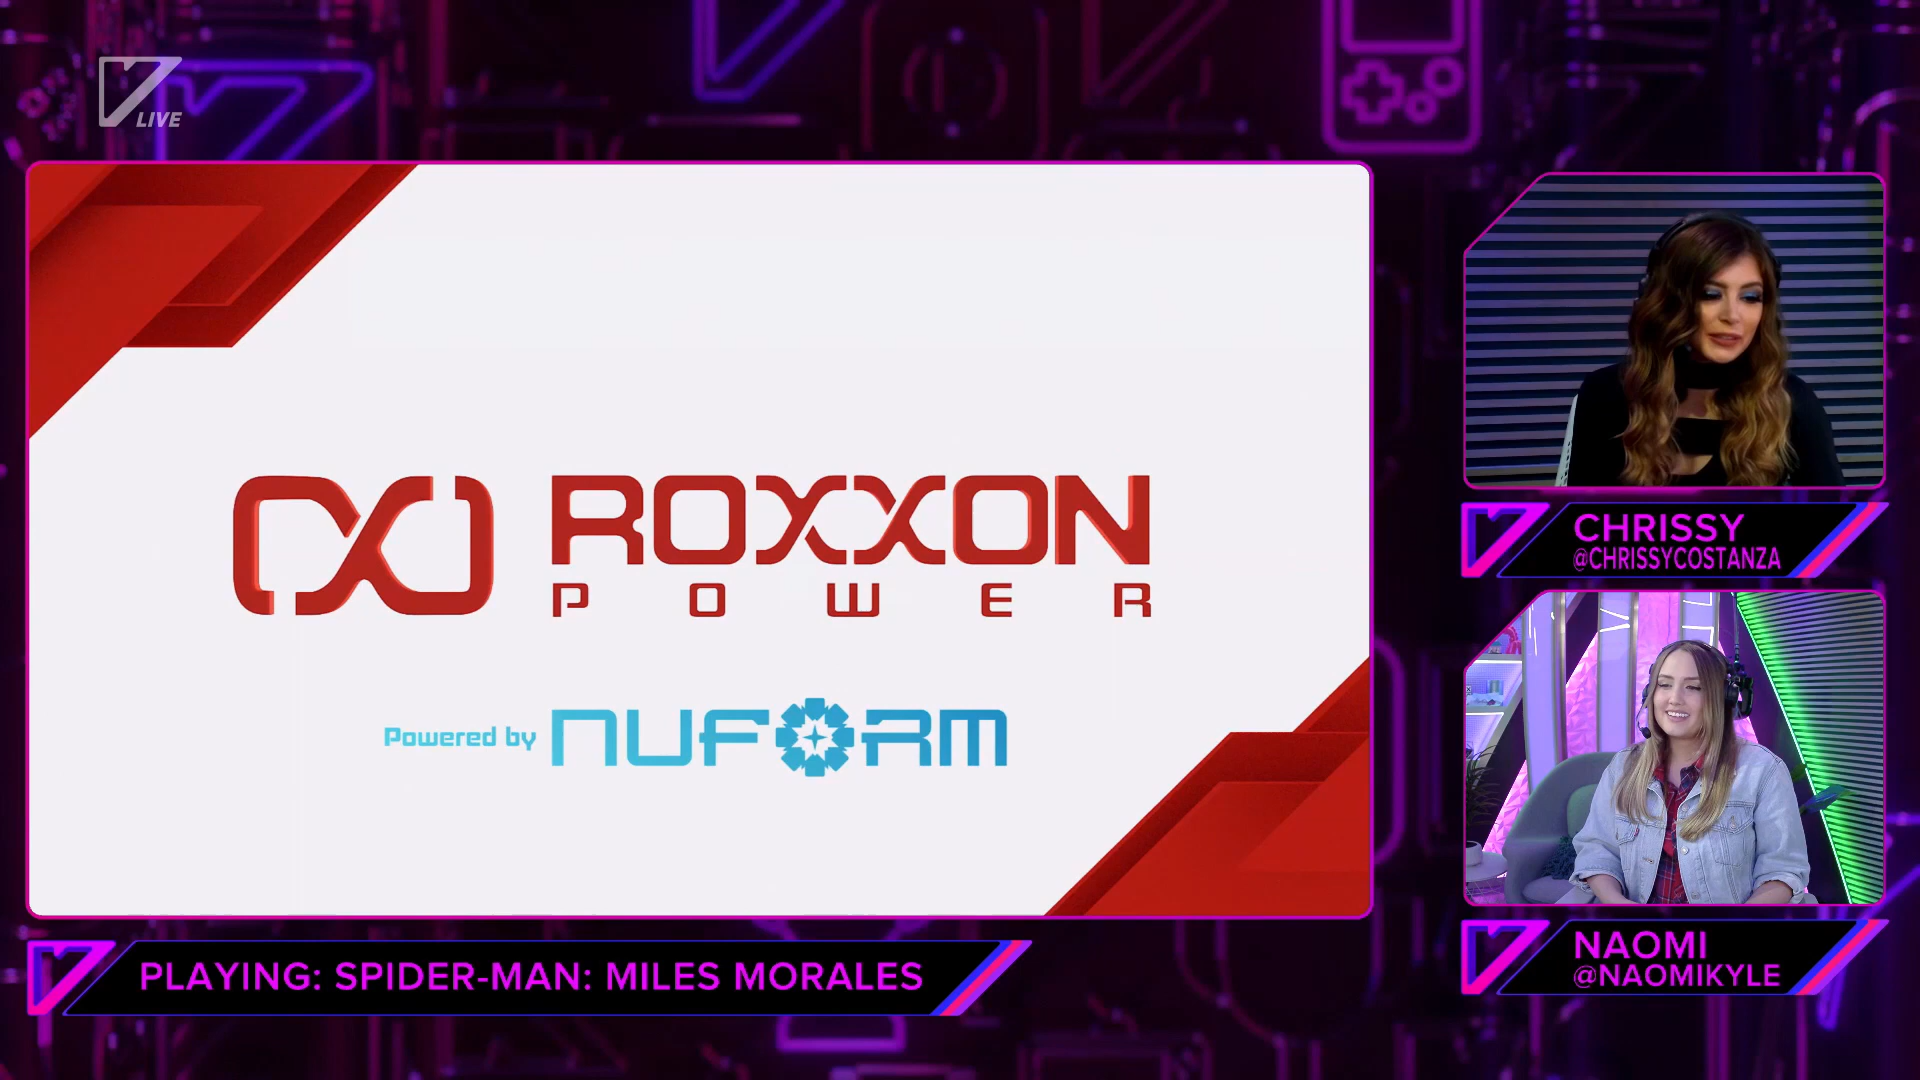 LIVE
ROXXON
POWER
Powered by NUFORM
CHRISSY
@CHRISSYCOSTANZA
NAOMI
@NAOMIKYLE
PLAYING: SPIDER-MAN: MILES MORALES